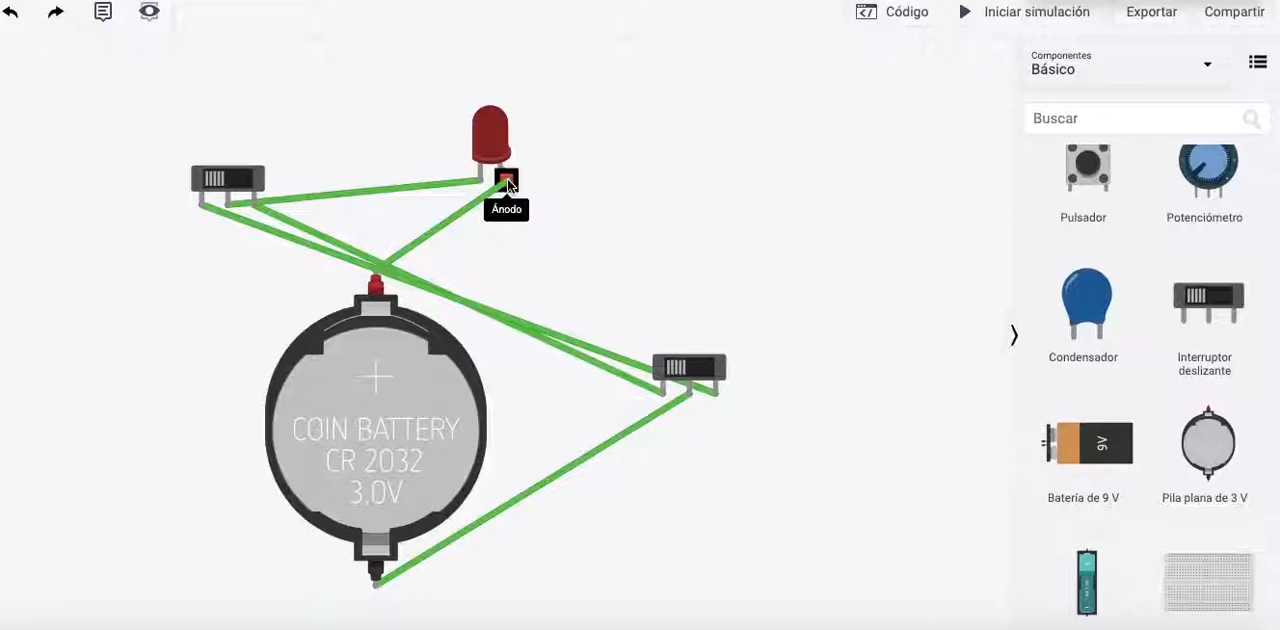 Código
Iniciar simulación
Exportar
Compartir
Componentes
Básico
Buscar
Pulsador
Potenciómetro
Condensador
Interruptor
deslizante
9V
Batería de 9 V
Pila plana de 3 V
Ánodo
COIN BATTERY
CR 2032
3.0V